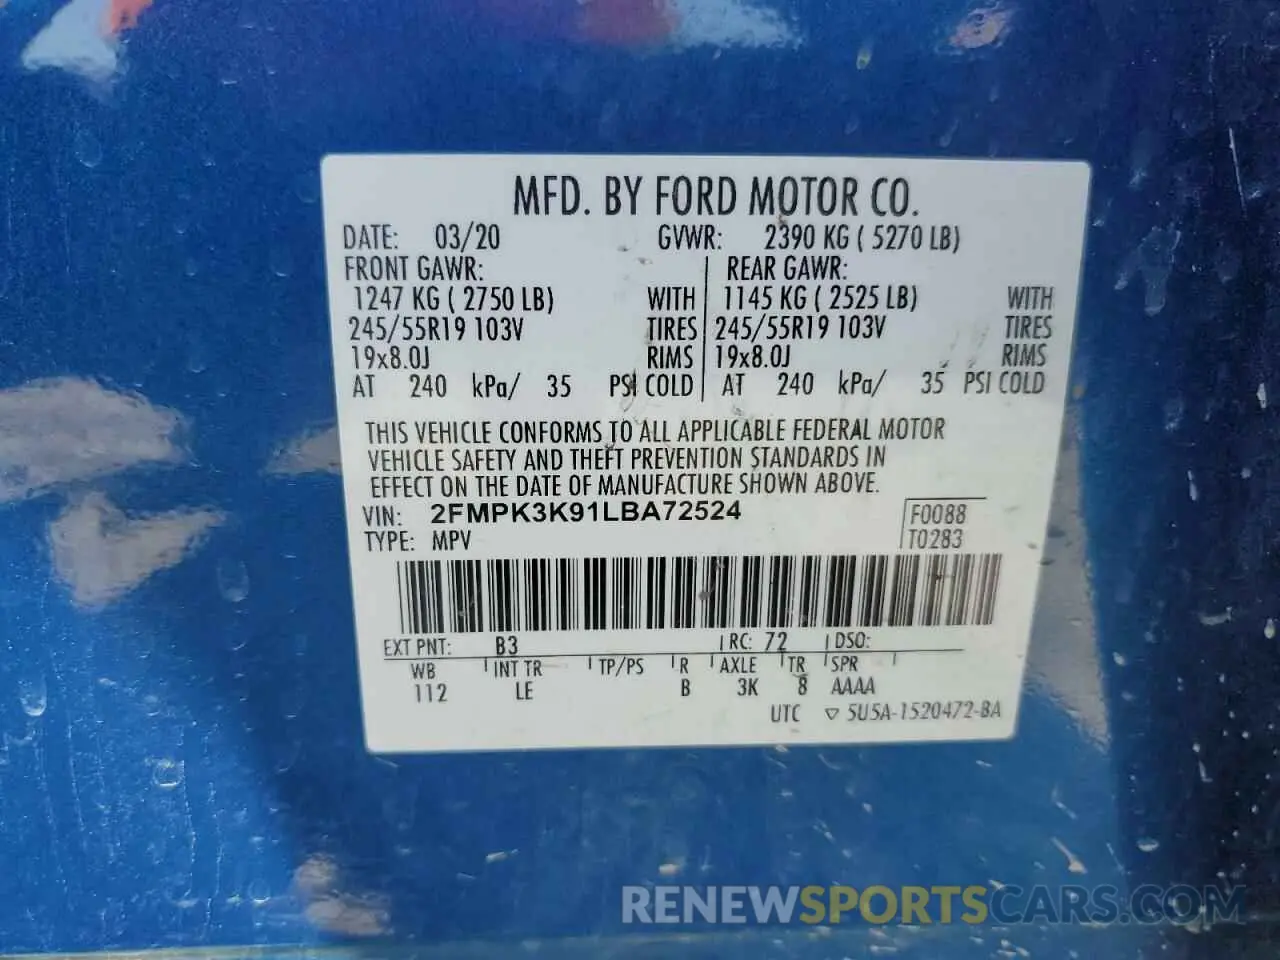 MFD. BY FORD MOTOR CO.
DATE: 03/20 GVWR: 2390 KG ( 5270 LB)
FRONT GAWR: REAR GAWR:
1247 KG ( 2750 LB) WITH 1145 KG ( 2525 LB) WITH
245/55R19 103V TIRES 245/55R19 103V TIRES
19x8.0J RIMS 19x8.0J RIMS
AT 240 kPa/ 35 PSI COLD AT 240 kPa/ 35 PSI COLD
THIS VEHICLE CONFORMS TO ALL APPLICABLE FEDERAL MOTOR
VEHICLE SAFETY AND THEFT PREVENTION STANDARDS IN
EFFECT ON THE DATE OF MANUFACTURE SHOWN ABOVE.
VIN: 2FMPK3K91LBA72524 F0088
TYPE: MPV T0283
EXT PNT: B3 RC: 72 DSO:
WB INT TR TP/PS R AXLE TR SPR
112 LE B 3K 8 AAAA
UTC ▽ 5U5A-1520472-BA
RENEWSPORTSCARS.COM